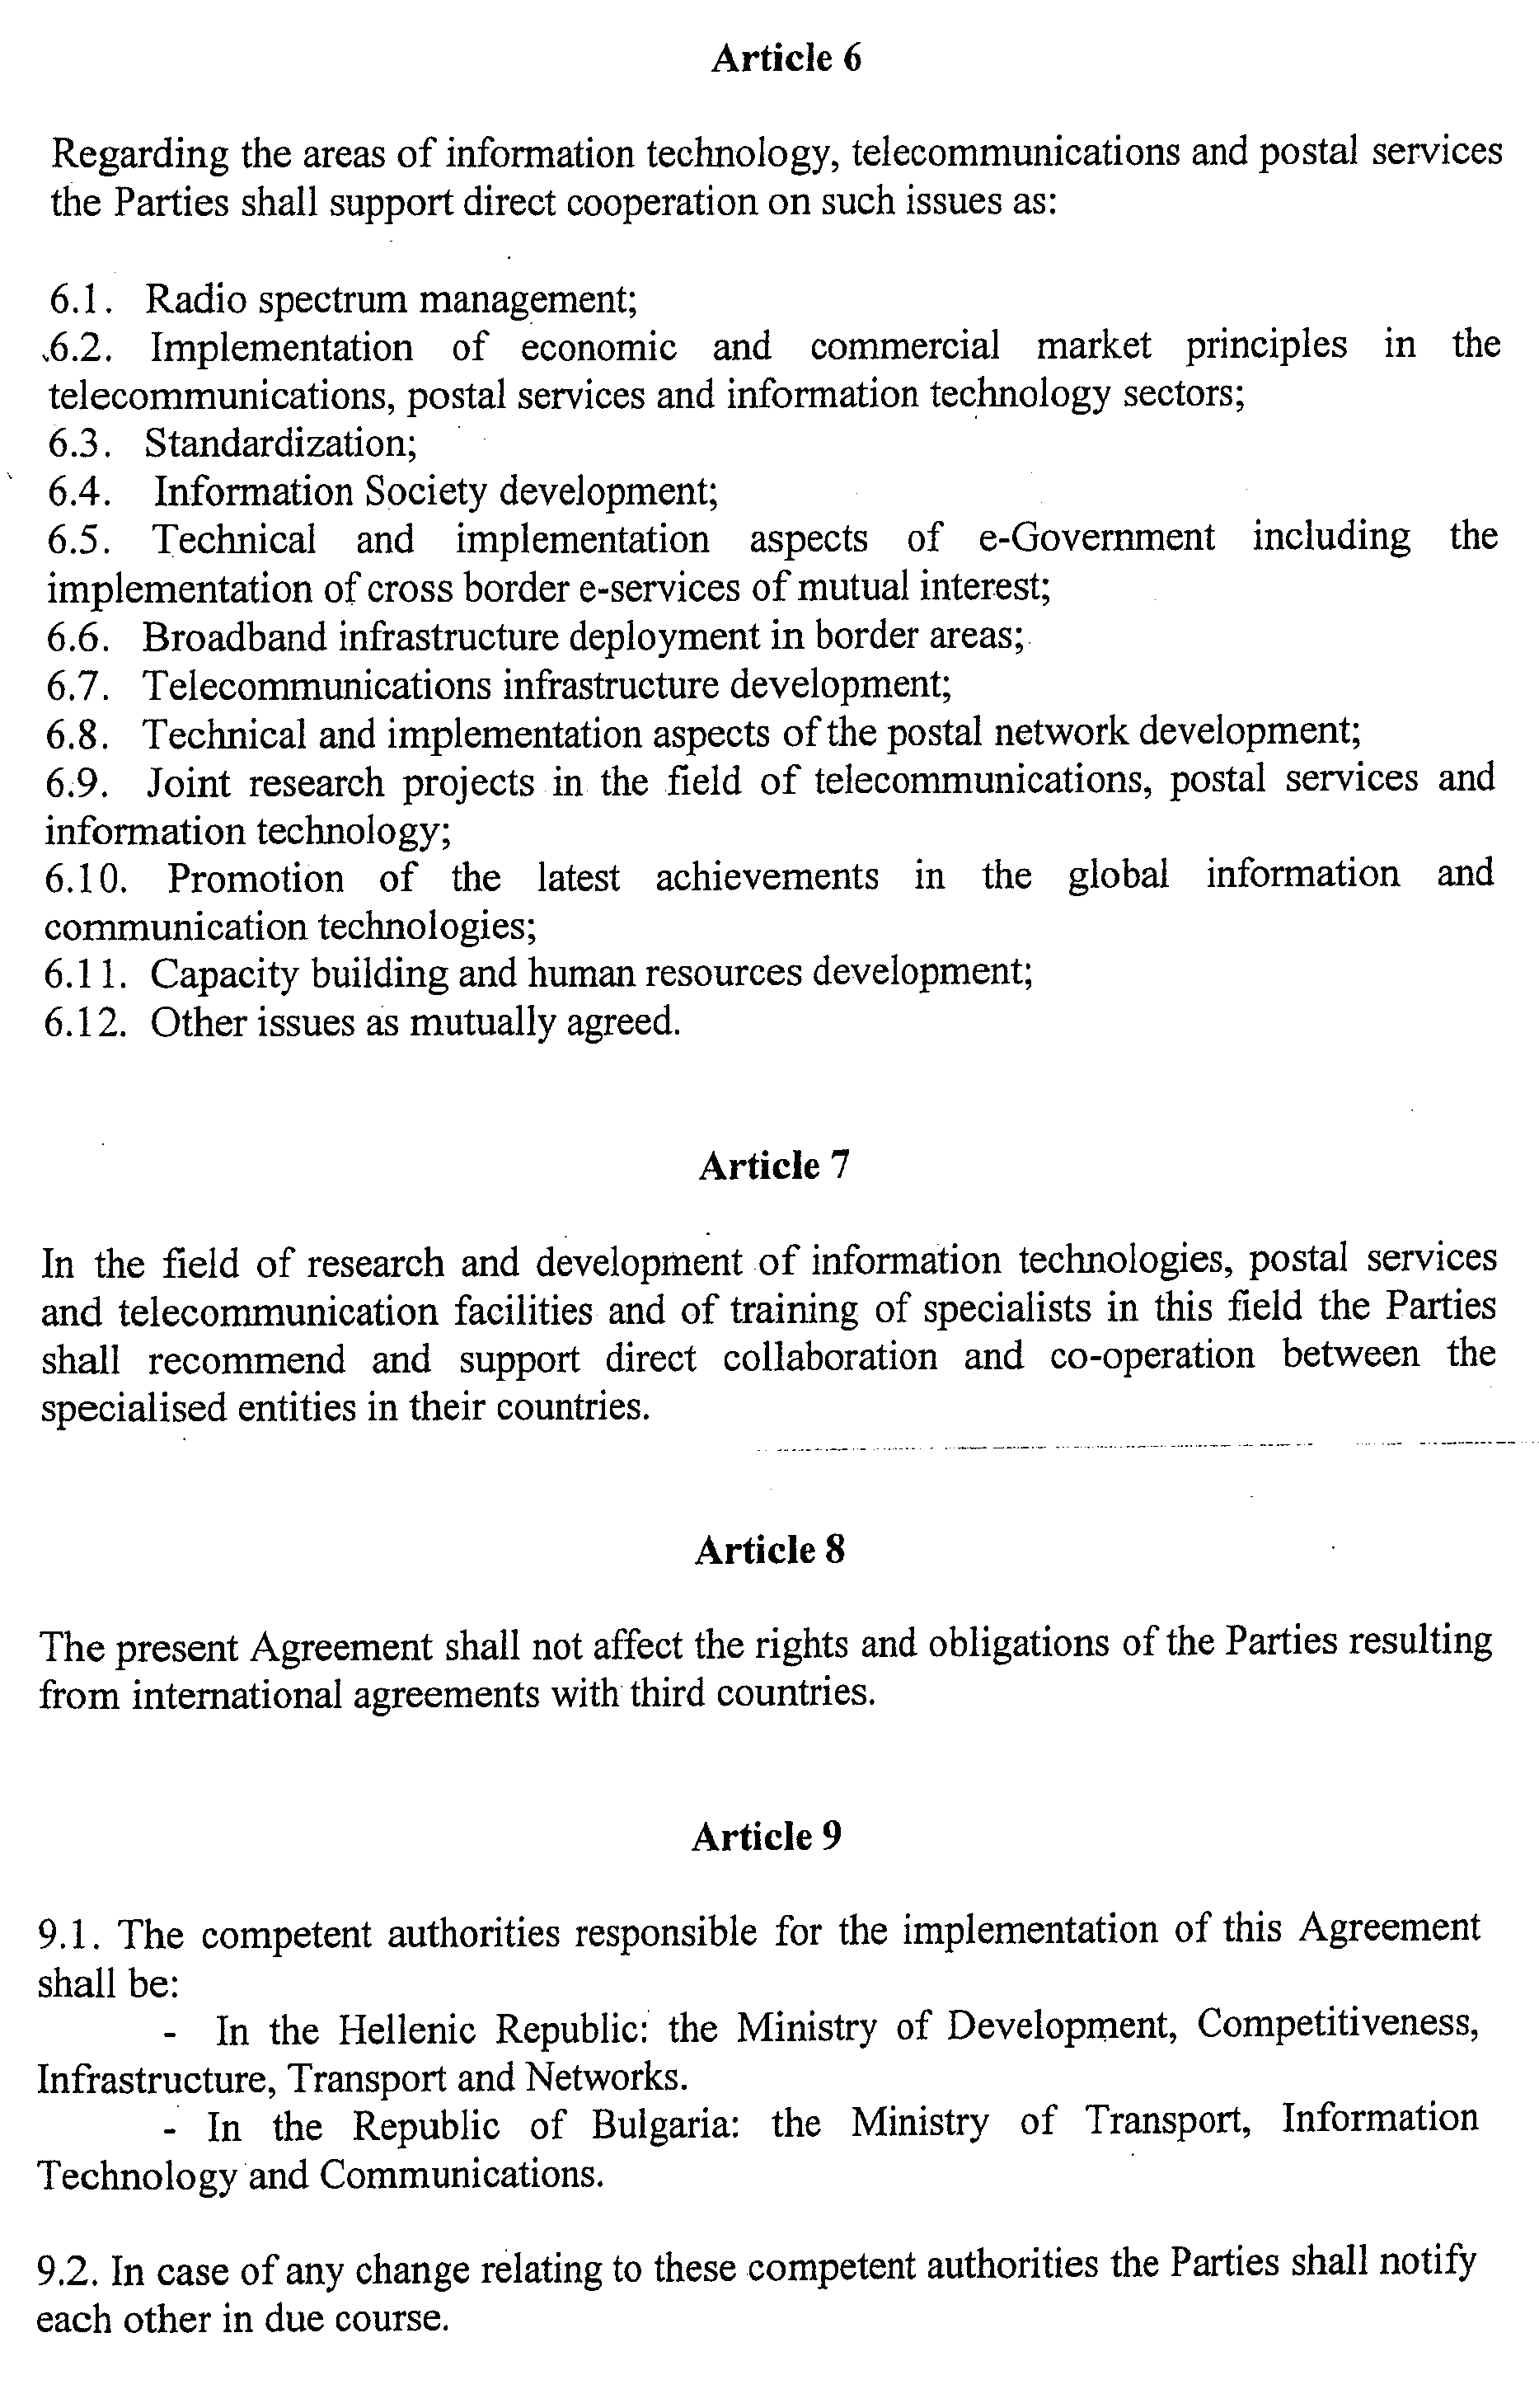 Article 6
Regarding the areas of information technology, telecommunications and postal services
the Parties shall support direct cooperation on such issues as:
6.1. Radio spectrum management;
6.2. Implementation of economic and commercial market principles in the
telecommunications, postal services and information technology sectors;
6.3. Standardization;
6.4. Information Society development;
6.5. Technical and implementation aspects of e-Government including the
implementation of cross border e-services of mutual interest;
6.6. Broadband infrastructure deployment in border areas;
6.7. Telecommunications infrastructure development;
6.8. Technical and implementation aspects of the postal network development;
6.9. Joint research projects in the field of telecommunications, postal services and
information technology;
6.10. Promotion of the latest achievements in the global information and
communication technologies;
6.11. Capacity building and human resources development;
6.12. Other issues as mutually agreed.
Article 7
In the field of research and development of information technologies, postal services
and telecommunication facilities and of training of specialists in this field the Parties
shall recommend and support direct collaboration and co-operation between the
specialised entities in their countries.
Article 8
The present Agreement shall not affect the rights and obligations of the Parties resulting
from international agreements with third countries.
Article 9
9.1. The competent authorities responsible for the implementation of this Agreement
shall be:
- In the Hellenic Republic: the Ministry of Development, Competitiveness,
Infrastructure, Transport and Networks.
- In the Republic of Bulgaria: the Ministry of Transport, Information
Technology and Communications.
9.2. In case of any change relating to these competent authorities the Parties shall notify
each other in due course.